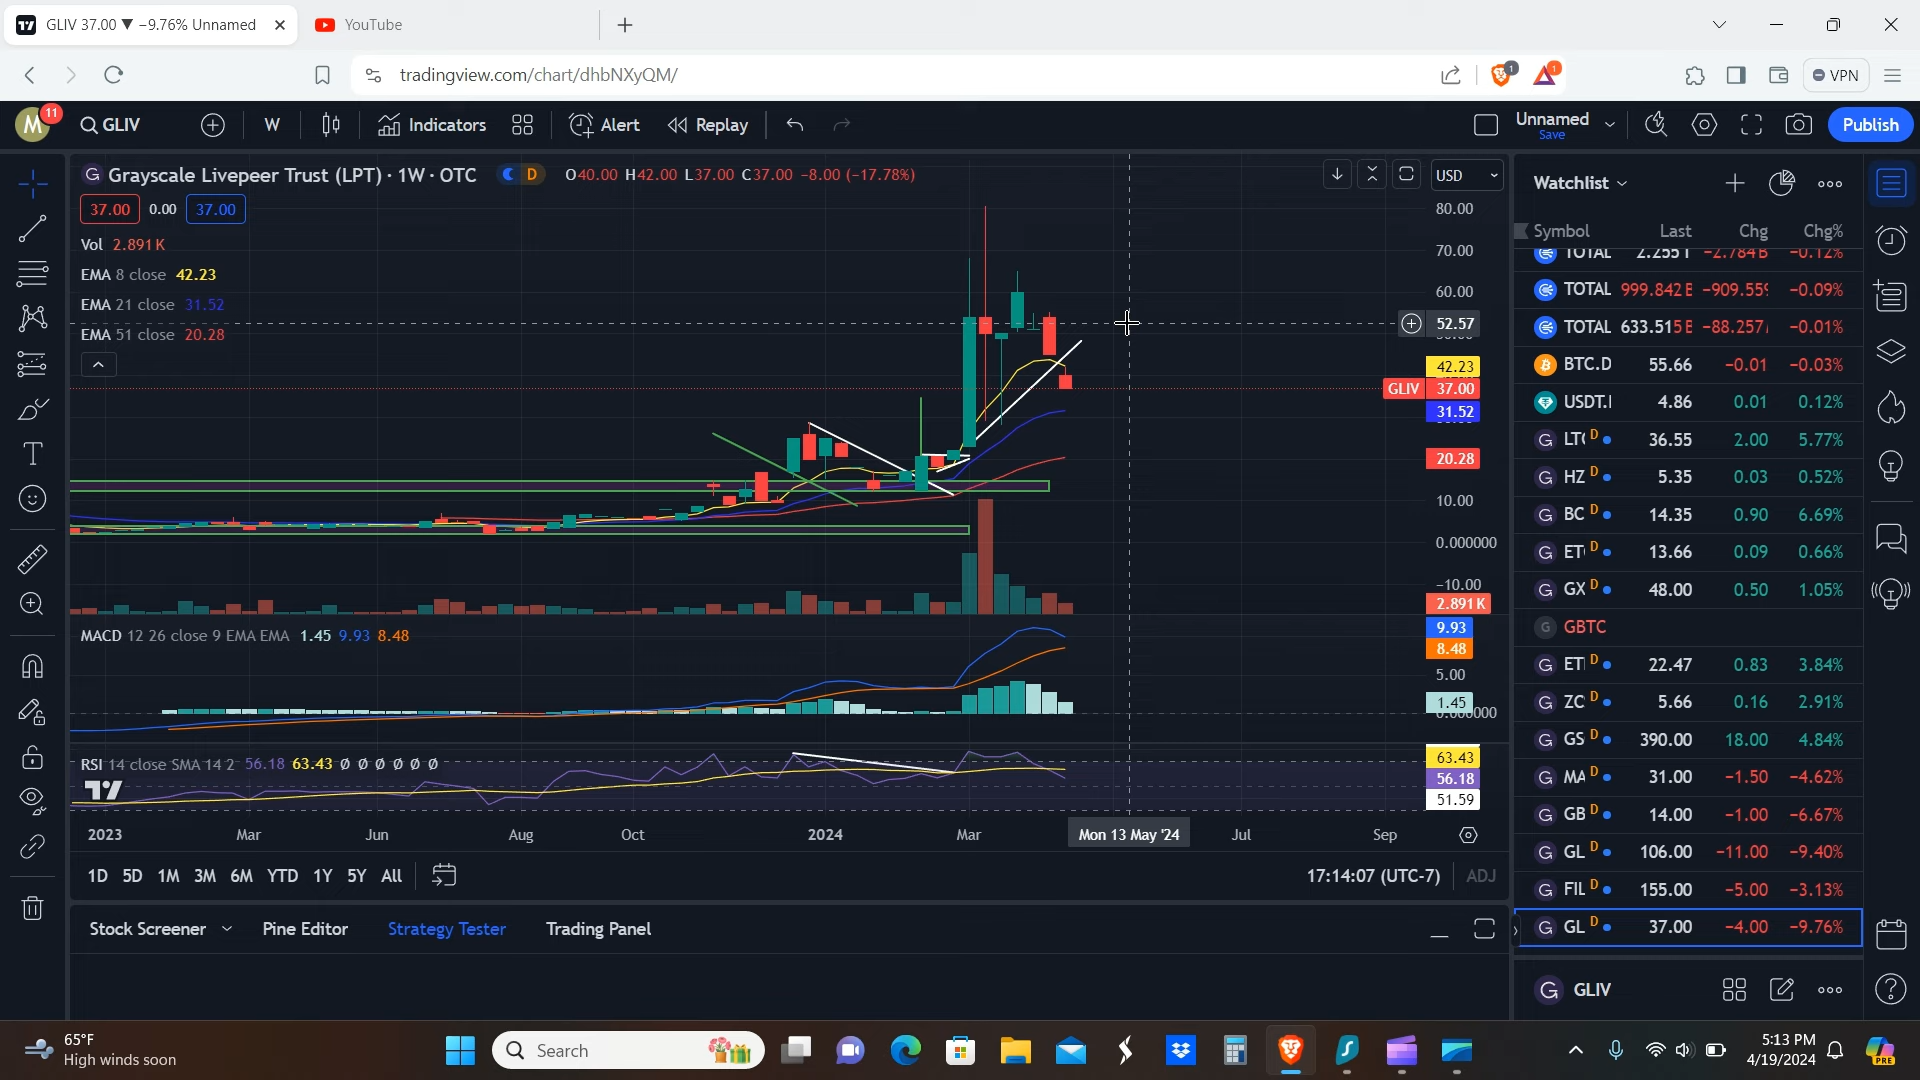 GLIV 37.00 ▼ −9.76% Unnamed
YouTube
tradingview.com/chart/dhbNXyQM/
1
1
VPN
M
11
GLIV
W
Indicators
Alert
Replay
Unnamed
Save
Publish
G Grayscale Livepeer Trust (LPT) · 1W · OTC
D
O40.00 H42.00 L37.00 C37.00 −8.00 (−17.78%)
USD
37.00 0.00 37.00
Vol 2.891 K
EMA 8 close 42.23
EMA 21 close 31.52
EMA 51 close 20.28
80.00
70.00
60.00
52.57
42.23
GLIV 37.00
31.52
20.28
10.00
0.000000
−10.00
2.891 K
MACD 12 26 close 9 EMA EMA 1.45 9.93 8.48
9.93
8.48
5.00
1.45
0.000000
RSI 14 close SMA 14 2 56.18 63.43 Ø Ø Ø Ø Ø Ø
63.43
56.18
51.59
2023 Mar Jun Aug Oct 2024 Mar Mon 13 May '24 Jul Sep
1D 5D 1M 3M 6M YTD 1Y 5Y All
17:14:07 (UTC-7) ADJ
Stock Screener Pine Editor Strategy Tester Trading Panel
Watchlist
Symbol Last Chg Chg%
TOTAL 2.255 T −2.784 B −0.12%
TOTAL 999.842 −909.55 −0.09%
TOTAL 633.515 B −88.257 −0.01%
BTC.D 55.66 −0.01 −0.03%
USDT. 4.86 0.01 0.12%
G LT D 36.55 2.00 5.77%
G HZ D 5.35 0.03 0.52%
G BC D 14.35 0.90 6.69%
G ET D 13.66 0.09 0.66%
G GX D 48.00 0.50 1.05%
G GBTC
G ET D 22.47 0.83 3.84%
G ZC D 5.66 0.16 2.91%
G GS D 390.00 18.00 4.84%
G MA D 31.00 −1.50 −4.62%
G GB D 14.00 −1.00 −6.67%
G GL D 106.00 −11.00 −9.40%
G FIL D 155.00 −5.00 −3.13%
G GL D 37.00 −4.00 −9.76%
G GLIV
65°F
High winds soon
Search
5:13 PM
4/19/2024
PRE